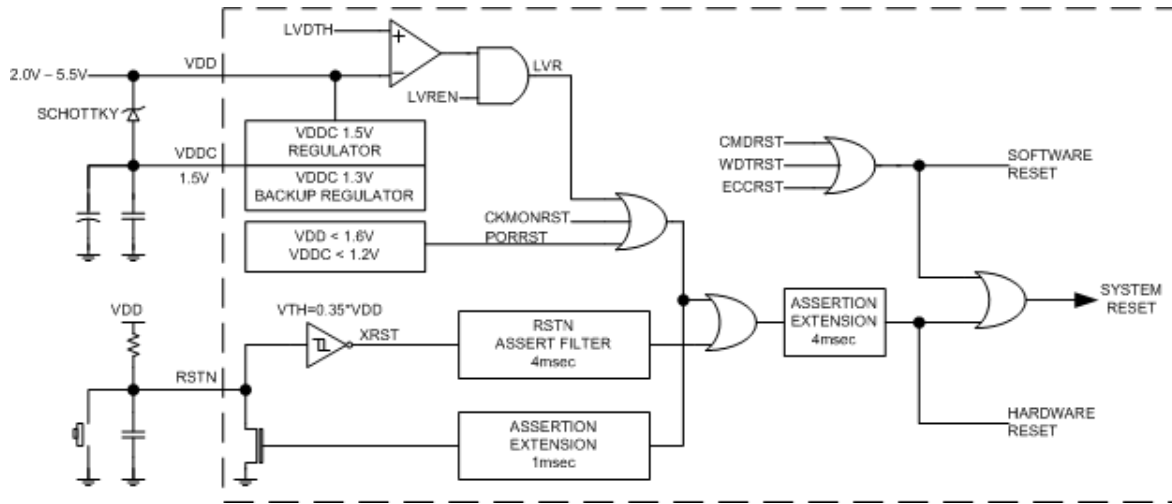 LVDTH
+
2.0V – 5.5V
VDD
−
LVR
LVREN
SCHOTTKY
VDDC 1.5V
REGULATOR
VDDC
1.5V
VDDC 1.3V
BACKUP REGULATOR
CMDRST
WDTRST
ECCRST
SOFTWARE
RESET
VDD < 1.6V
VDDC < 1.2V
CKMONRST
PORRST
VDD
VTH=0.35*VDD
XRST
RSTN
ASSERT FILTER
4msec
ASSERTION
EXTENSION
4msec
SYSTEM
RESET
RSTN
ASSERTION
EXTENSION
1msec
HARDWARE
RESET